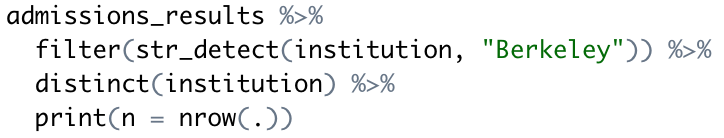 admissions_results %>%
  filter(str_detect(institution, "Berkeley")) %>%
  distinct(institution) %>%
  print(n = nrow(.))